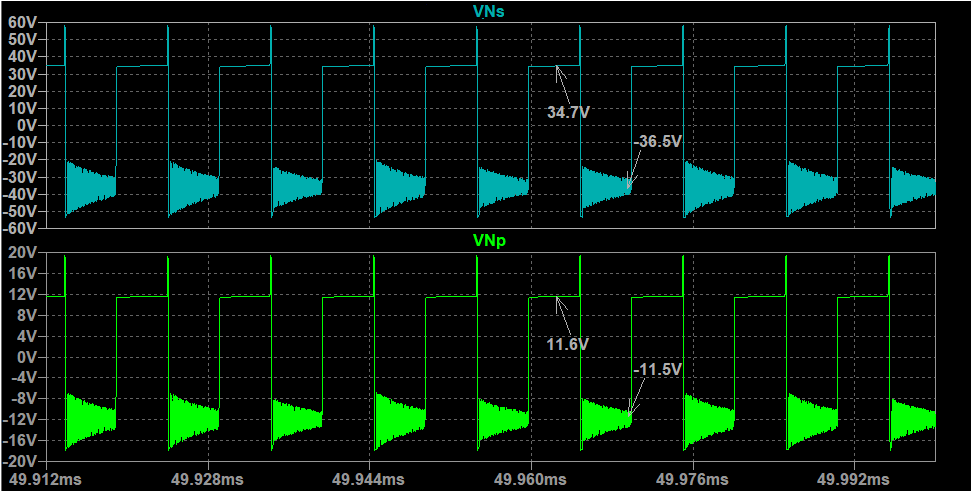 VNs
60V
50V
40V
30V
20V
10V
0V
-10V
-20V
-30V
-40V
-50V
-60V
34.7V
-36.5V
VNp
20V
16V
12V
8V
4V
0V
-4V
-8V
-12V
-16V
-20V
11.6V
-11.5V
49.912ms 49.928ms 49.944ms 49.960ms 49.976ms 49.992ms